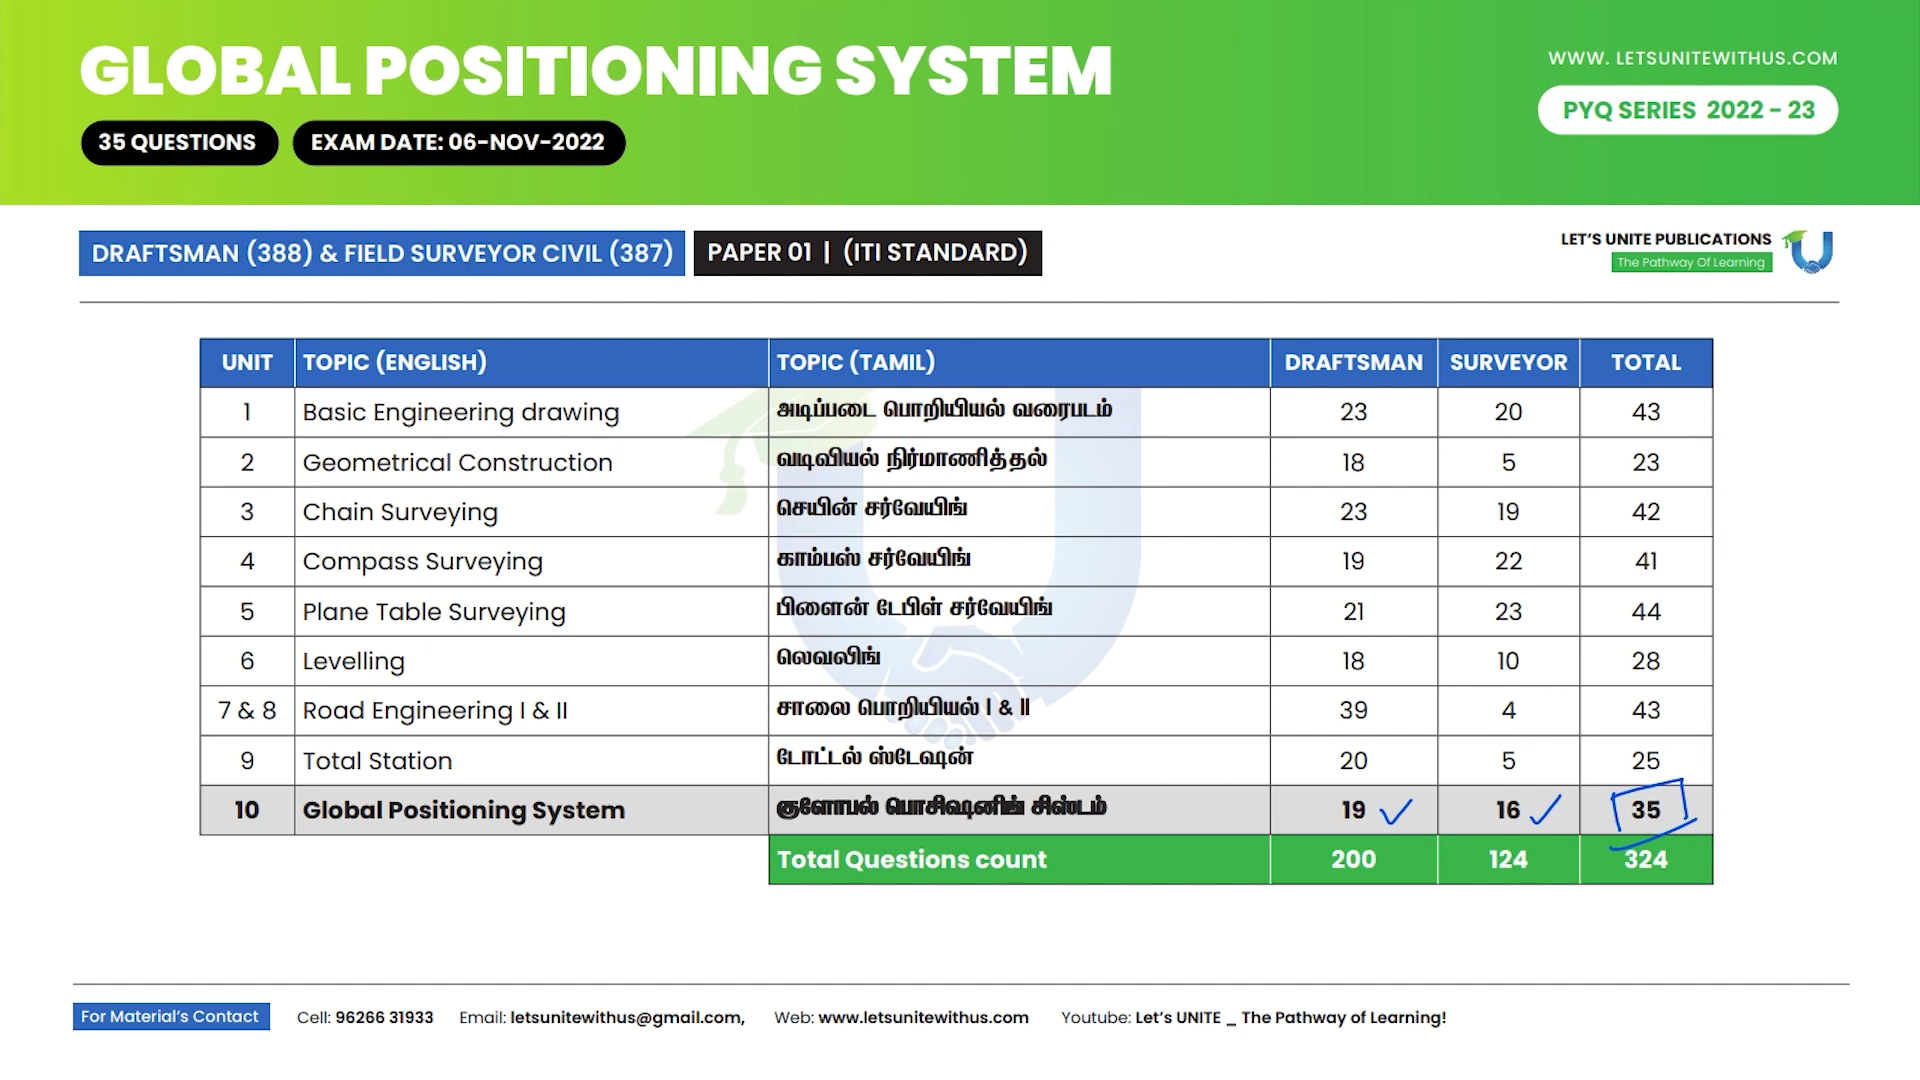 GLOBAL POSITIONING SYSTEM
WWW. LETSUNITEWITHUS.COM
35 QUESTIONS EXAM DATE: 06-NOV-2022
PYQ SERIES 2022 - 23
DRAFTSMAN (388) & FIELD SURVEYOR CIVIL (387) PAPER 01 | (ITI STANDARD)
LET'S UNITE PUBLICATIONS
The Pathway Of Learning
UNIT TOPIC (ENGLISH) TOPIC (TAMIL) DRAFTSMAN SURVEYOR TOTAL
1 Basic Engineering drawing அடிப்படை பொறியியல் வரைபடம் 23 20 43
2 Geometrical Construction வடிவியல் நிர்மாணித்தல் 18 5 23
3 Chain Surveying செயின் சர்வேயிங் 23 19 42
4 Compass Surveying காம்பஸ் சர்வேயிங் 19 22 41
5 Plane Table Surveying பிளைன் டேபிள் சர்வேயிங் 21 23 44
6 Levelling லெவலிங் 18 10 28
7 & 8 Road Engineering I & II சாலை பொறியியல் I & II 39 4 43
9 Total Station டோட்டல் ஸ்டேஷன் 20 5 25
10 Global Positioning System குளோபல் பொசிஷனிங் சிஸ்டம் 19 16 35
Total Questions count 200 124 324
For Material's Contact Cell: 96266 31933 Email: letsunitewithus@gmail.com, Web: www.letsunitewithus.com Youtube: Let's UNITE _ The Pathway of Learning!